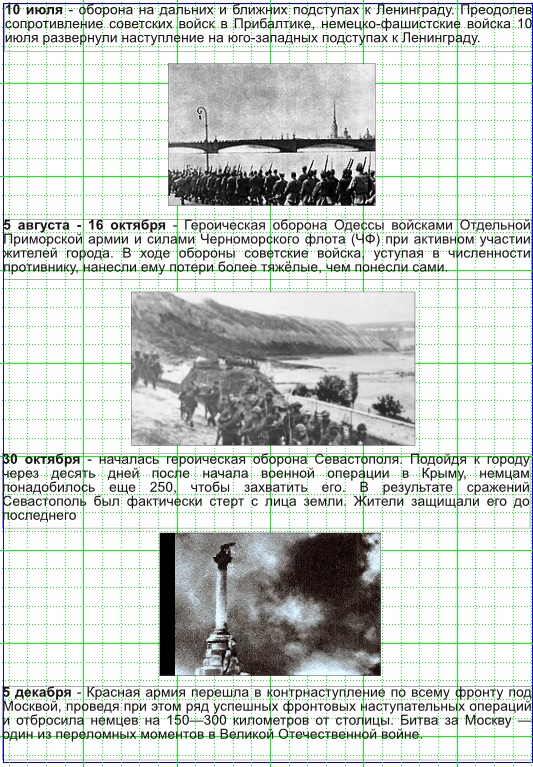 10 июля - оборона на дальних и ближних подступах к Ленинграду. Преодолев
сопротивление советских войск в Прибалтике, немецко-фашистские войска 10
июля развернули наступление на юго-западных подступах к Ленинграду.
5 августа - 16 октября - Героическая оборона Одессы войсками Отдельной
Приморской армии и силами Черноморского флота (ЧФ) при активном участии
жителей города. В ходе обороны советские войска, уступая в численности
противнику, нанесли ему потери более тяжёлые, чем понесли сами.
30 октября - началась героическая оборона Севастополя. Подойдя к городу
через десять дней после начала военной операции в Крыму, немцам
понадобилось еще 250, чтобы захватить его. В результате сражений
Севастополь был фактически стерт с лица земли. Жители защищали его до
последнего
5 декабря - Красная армия перешла в контрнаступление по всему фронту под
Москвой, проведя при этом ряд успешных фронтовых наступательных операций
и отбросила немцев на 150—300 километров от столицы. Битва за Москву —
один из переломных моментов в Великой Отечественной войне.